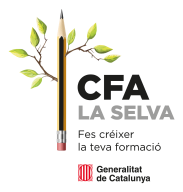 CFA
LA SELVA
Fes créixer
la teva formació
Generalitat
de Catalunya